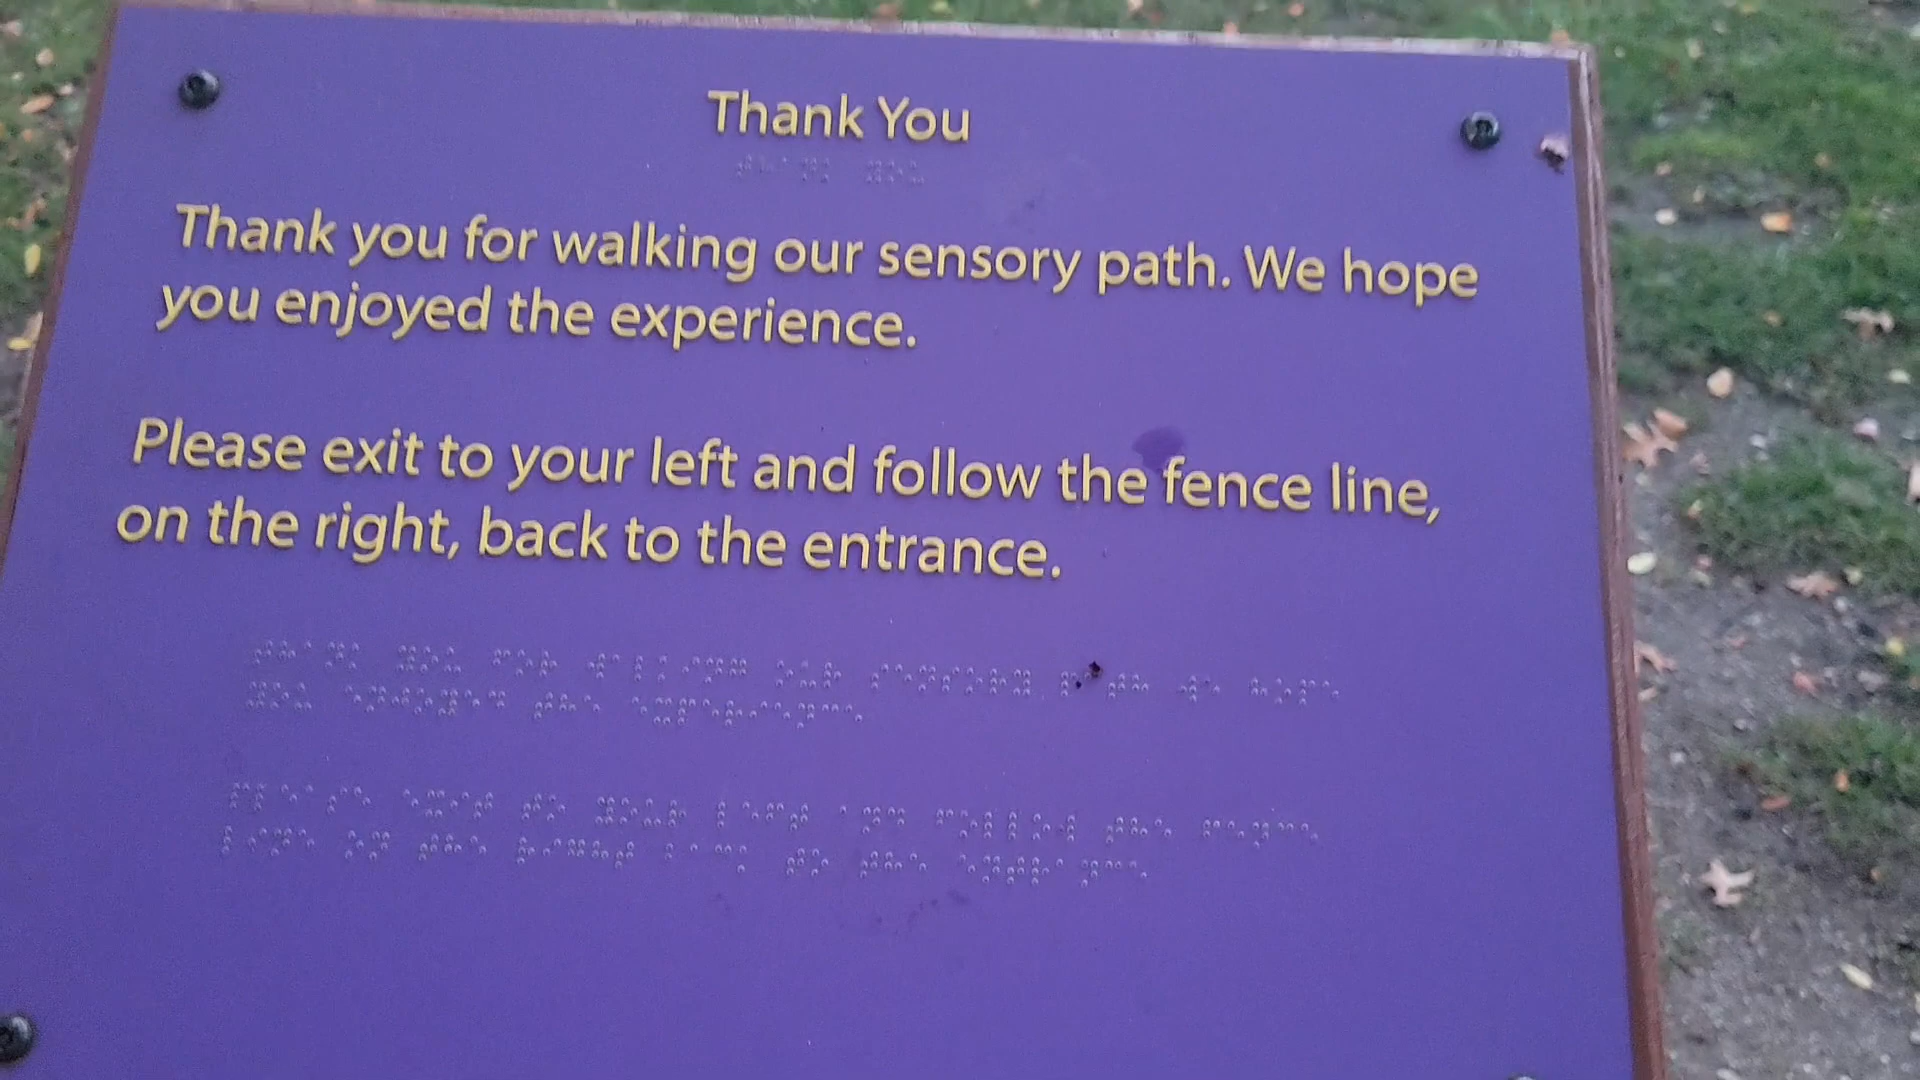 Thank You
Thank you for walking our sensory path. We hope
you enjoyed the experience.
Please exit to your left and follow the fence line,
on the right, back to the entrance.